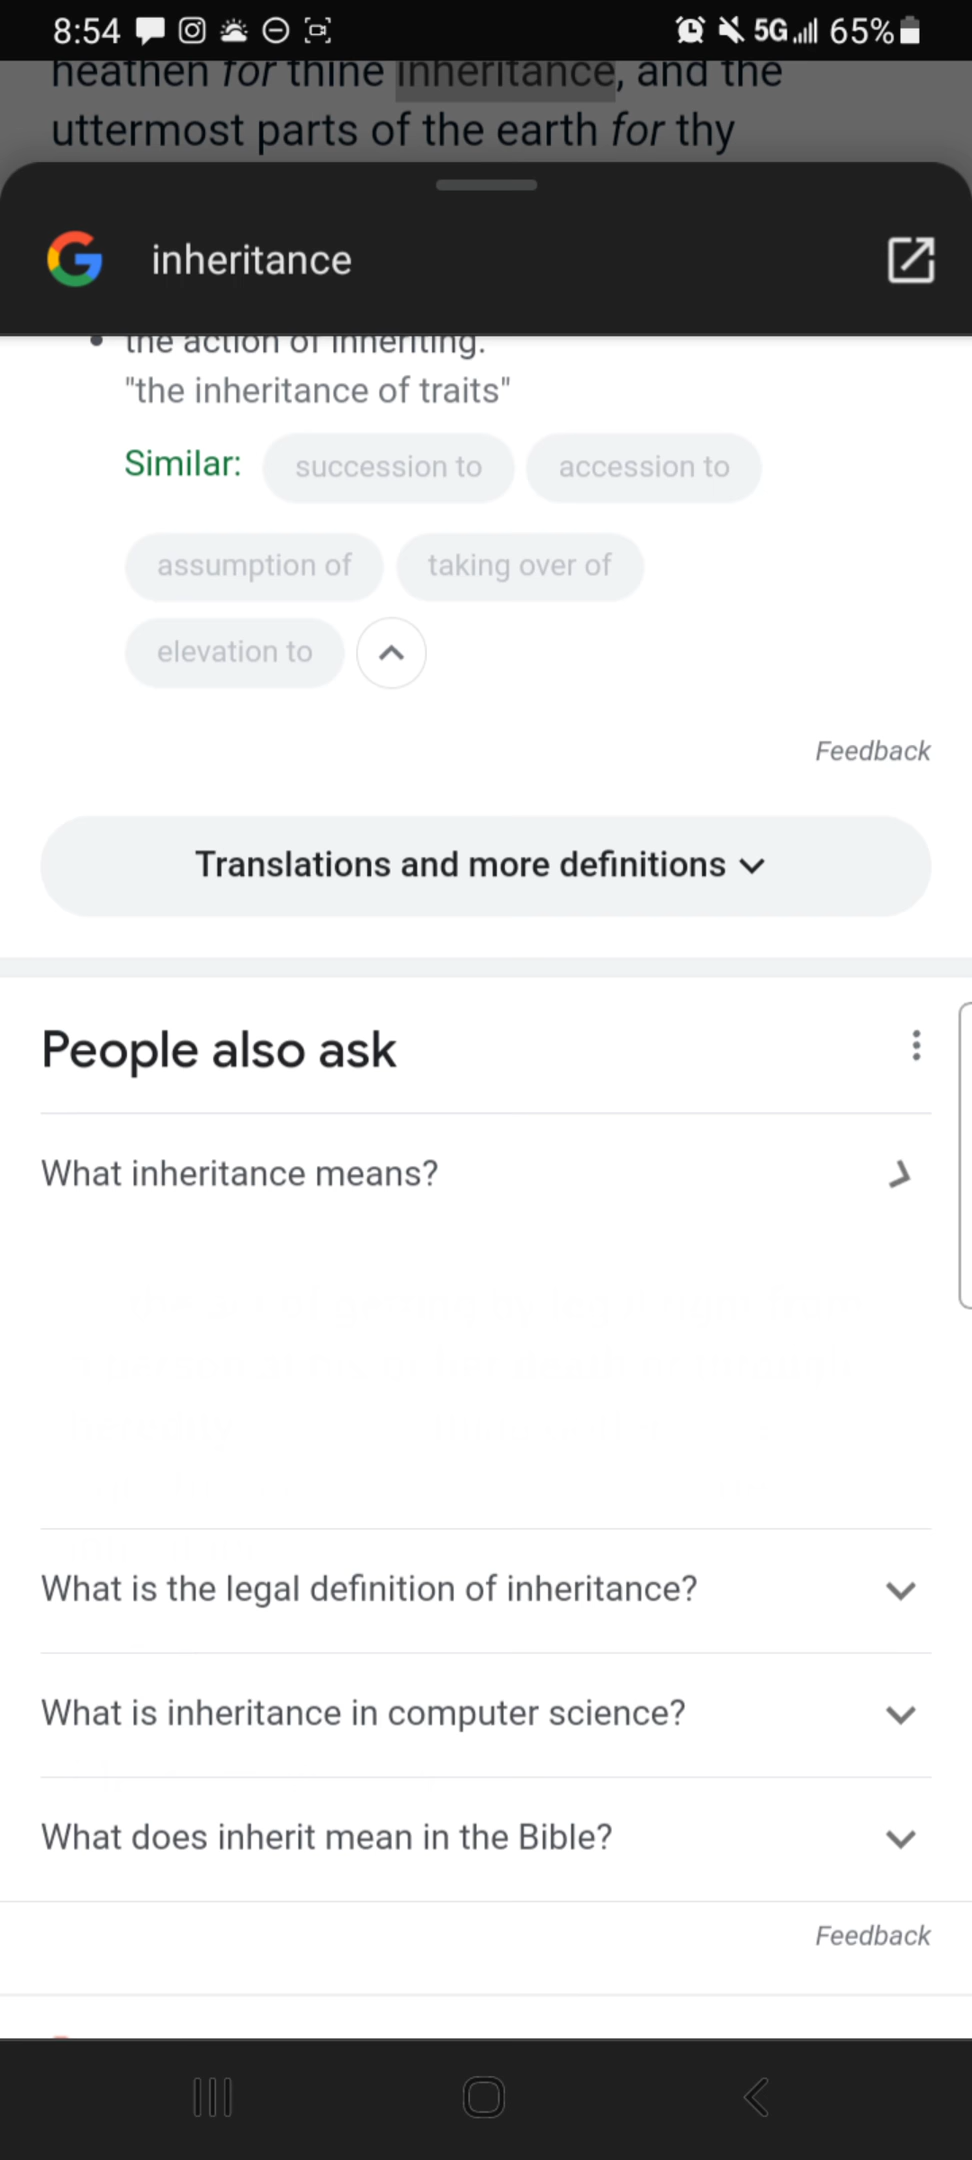 8:54 5G 65%
heathen for thine inheritance, and the
uttermost parts of the earth for thy
inheritance
the action of inheriting.
"the inheritance of traits"
Similar: succession to accession to
assumption of taking over of
elevation to
Feedback
Translations and more definitions
People also ask
What inheritance means?
What is the legal definition of inheritance?
What is inheritance in computer science?
What does inherit mean in the Bible?
Feedback